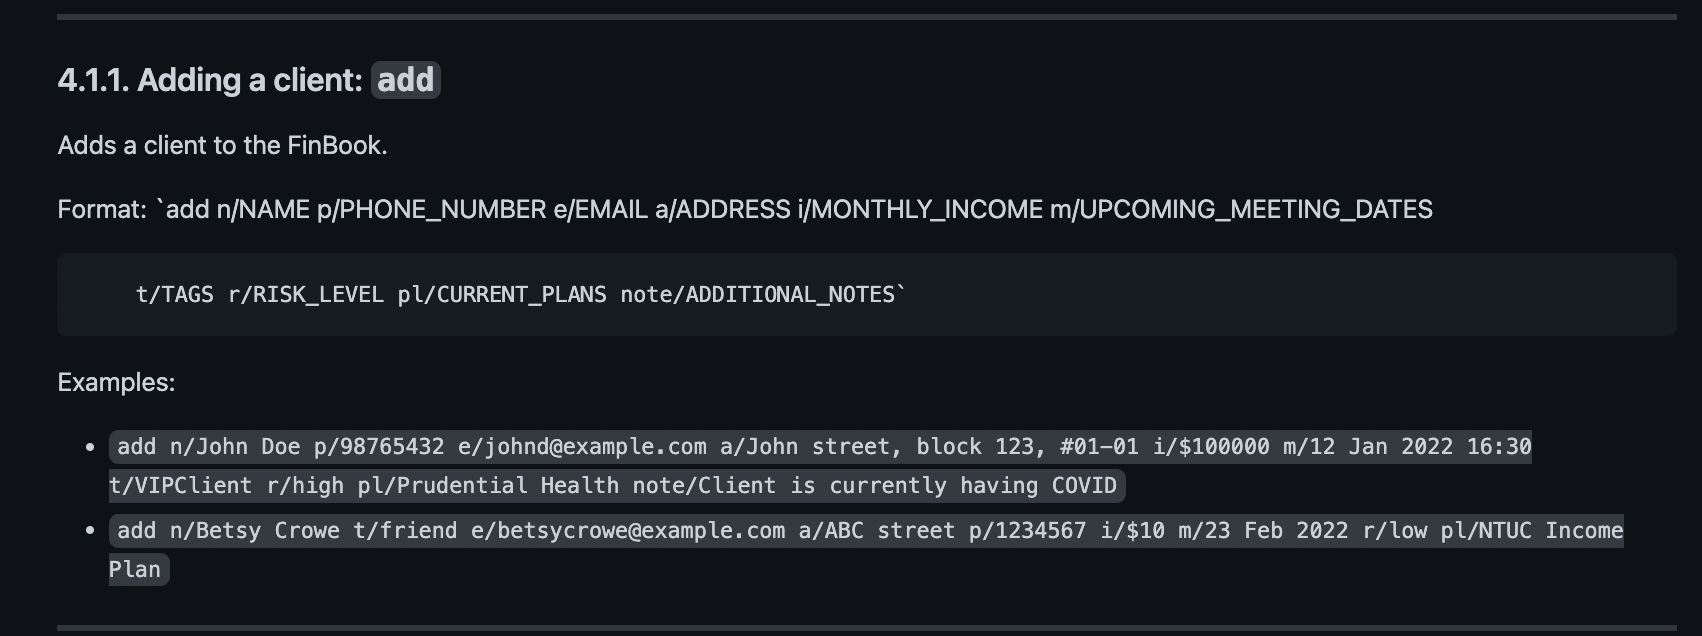 4.1.1. Adding a client: add
Adds a client to the FinBook.
Format: `add n/NAME p/PHONE_NUMBER e/EMAIL a/ADDRESS i/MONTHLY_INCOME m/UPCOMING_MEETING_DATES
t/TAGS r/RISK_LEVEL pl/CURRENT_PLANS note/ADDITIONAL_NOTES`
Examples:
• add n/John Doe p/98765432 e/johnd@example.com a/John street, block 123, #01-01 i/$100000 m/12 Jan 2022 16:30
t/VIPClient r/high pl/Prudential Health note/Client is currently having COVID
• add n/Betsy Crowe t/friend e/betsycrowe@example.com a/ABC street p/1234567 i/$10 m/23 Feb 2022 r/low pl/NTUC Income
Plan